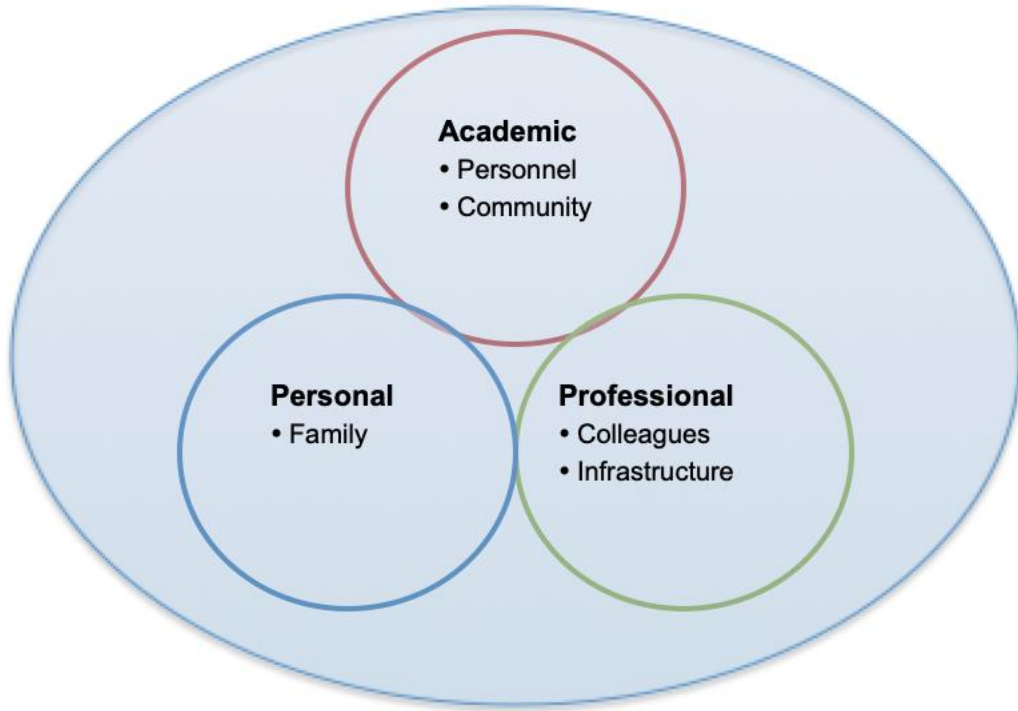 Academic
• Personnel
• Community
Personal
• Family
Professional
• Colleagues
• Infrastructure